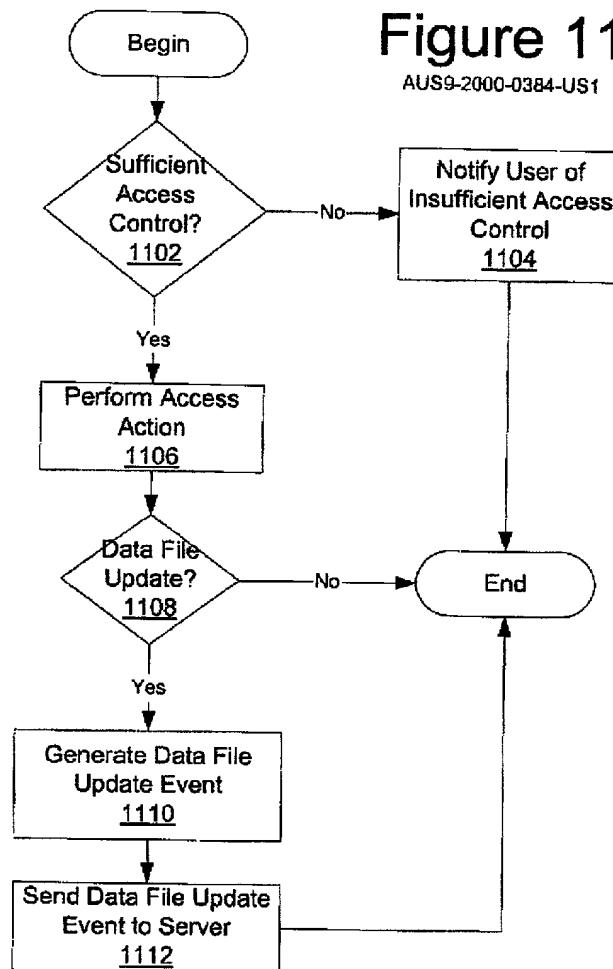 Figure 11
AUS9-2000-0384-US1
Begin
Sufficient
Access
Control?
1102
No
Notify User of
Insufficient Access
Control
1104
Yes
Perform Access
Action
1106
Data File
Update?
1108
No
End
Yes
Generate Data File
Update Event
1110
Send Data File Update
Event to Server
1112